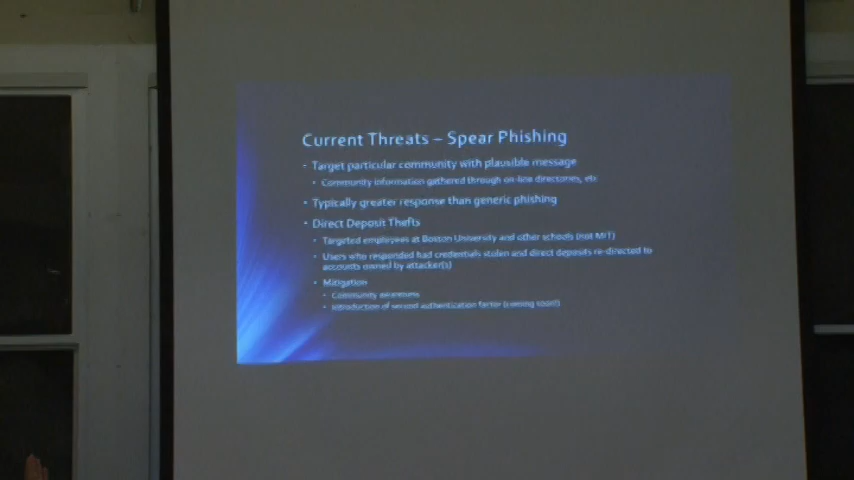 Current Threats – Spear Phishing
• Target particular community with plausible message
• Community information gathered through on-line directories, etc
• Typically greater response than generic phishing
• Direct Deposit Thefts
• Targeted employees at Boston University and other schools (not MIT)
• Users who responded had credentials stolen and direct deposits re-directed to
accounts owned by attacker(s)
• Mitigation
• Community awareness
• Introduction of second authentication factor (coming soon!)